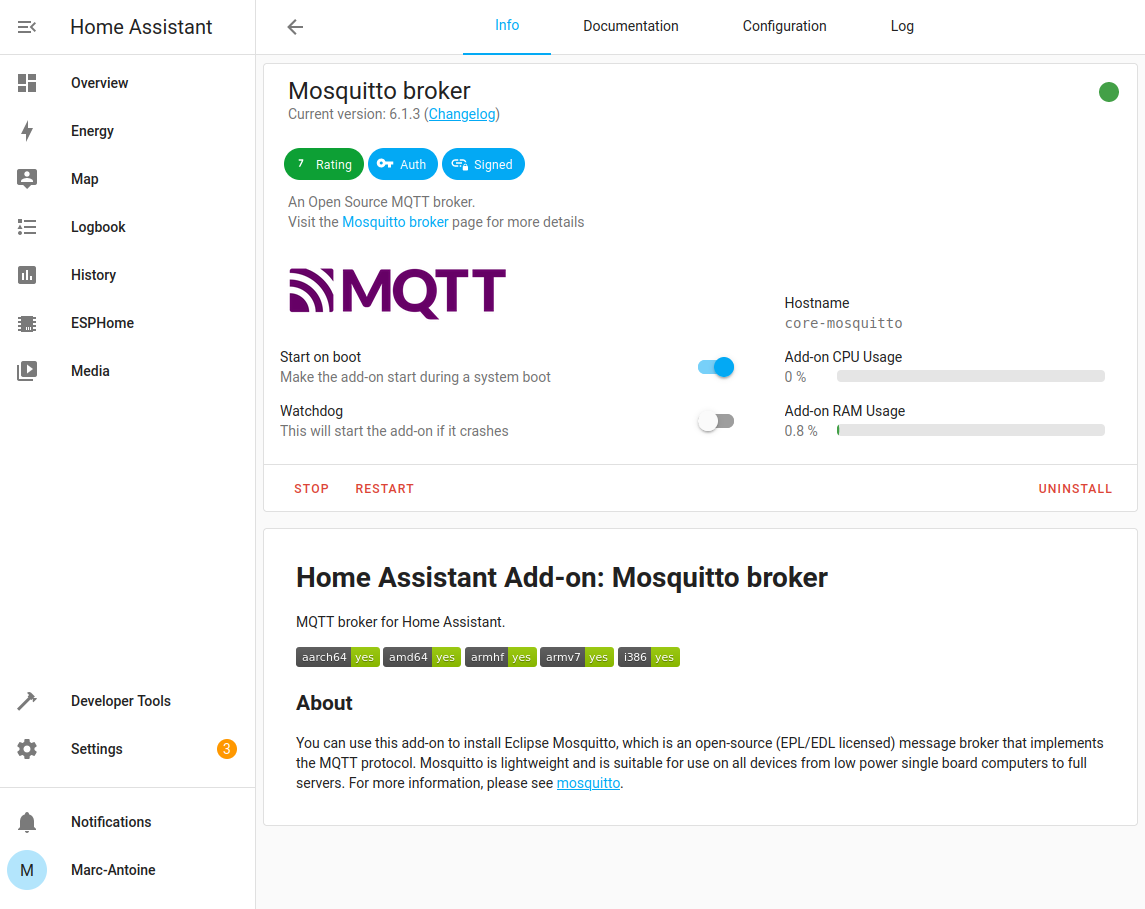 Home Assistant
Info
Documentation
Configuration
Log
Overview
Energy
Map
Logbook
History
ESPHome
Media
Developer Tools
Settings
3
Notifications
M
Marc-Antoine
Mosquitto broker
Current version: 6.1.3 (Changelog)
7 Rating
Auth
Signed
An Open Source MQTT broker.
Visit the Mosquitto broker page for more details
MQTT
Hostname
core-mosquitto
Start on boot
Make the add-on start during a system boot
Add-on CPU Usage
0 %
Watchdog
This will start the add-on if it crashes
Add-on RAM Usage
0.8 %
STOP
RESTART
UNINSTALL
Home Assistant Add-on: Mosquitto broker
MQTT broker for Home Assistant.
aarch64 yes amd64 yes armhf yes armv7 yes i386 yes
About
You can use this add-on to install Eclipse Mosquitto, which is an open-source (EPL/EDL licensed) message broker that implements
the MQTT protocol. Mosquitto is lightweight and is suitable for use on all devices from low power single board computers to full
servers. For more information, please see mosquitto.